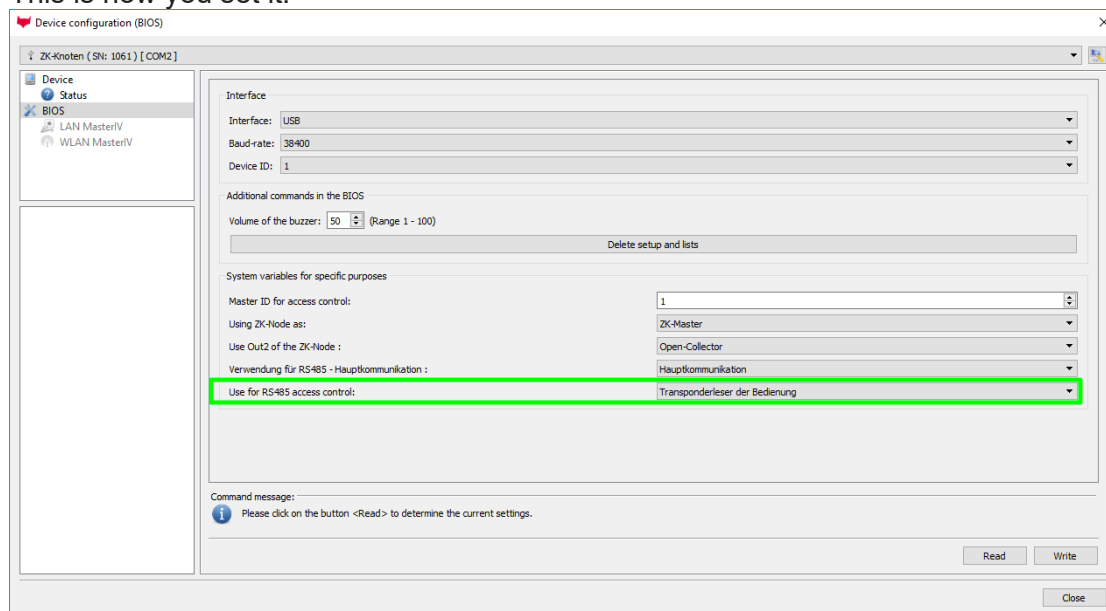 This is how you set it:
Device configuration (BIOS)
ZK-Knoten ( SN: 1061 ) [ COM2 ]
Device
Status
BIOS
LAN MasterIV
WLAN MasterIV
Interface
Interface: USB
Baud-rate: 38400
Device ID: 1
Additional commands in the BIOS
Volume of the buzzer: 50 (Range 1 - 100)
Delete setup and lists
System variables for specific purposes
Master ID for access control: 1
Using ZK-Node as: ZK-Master
Use Out2 of the ZK-Node : Open-Collector
Verwendung für RS485 - Hauptkommunikation : Hauptkommunikation
Use for RS485 access control: Transponderleser der Bedienung
Command message:
Please click on the button <Read> to determine the current settings.
Read Write
Close